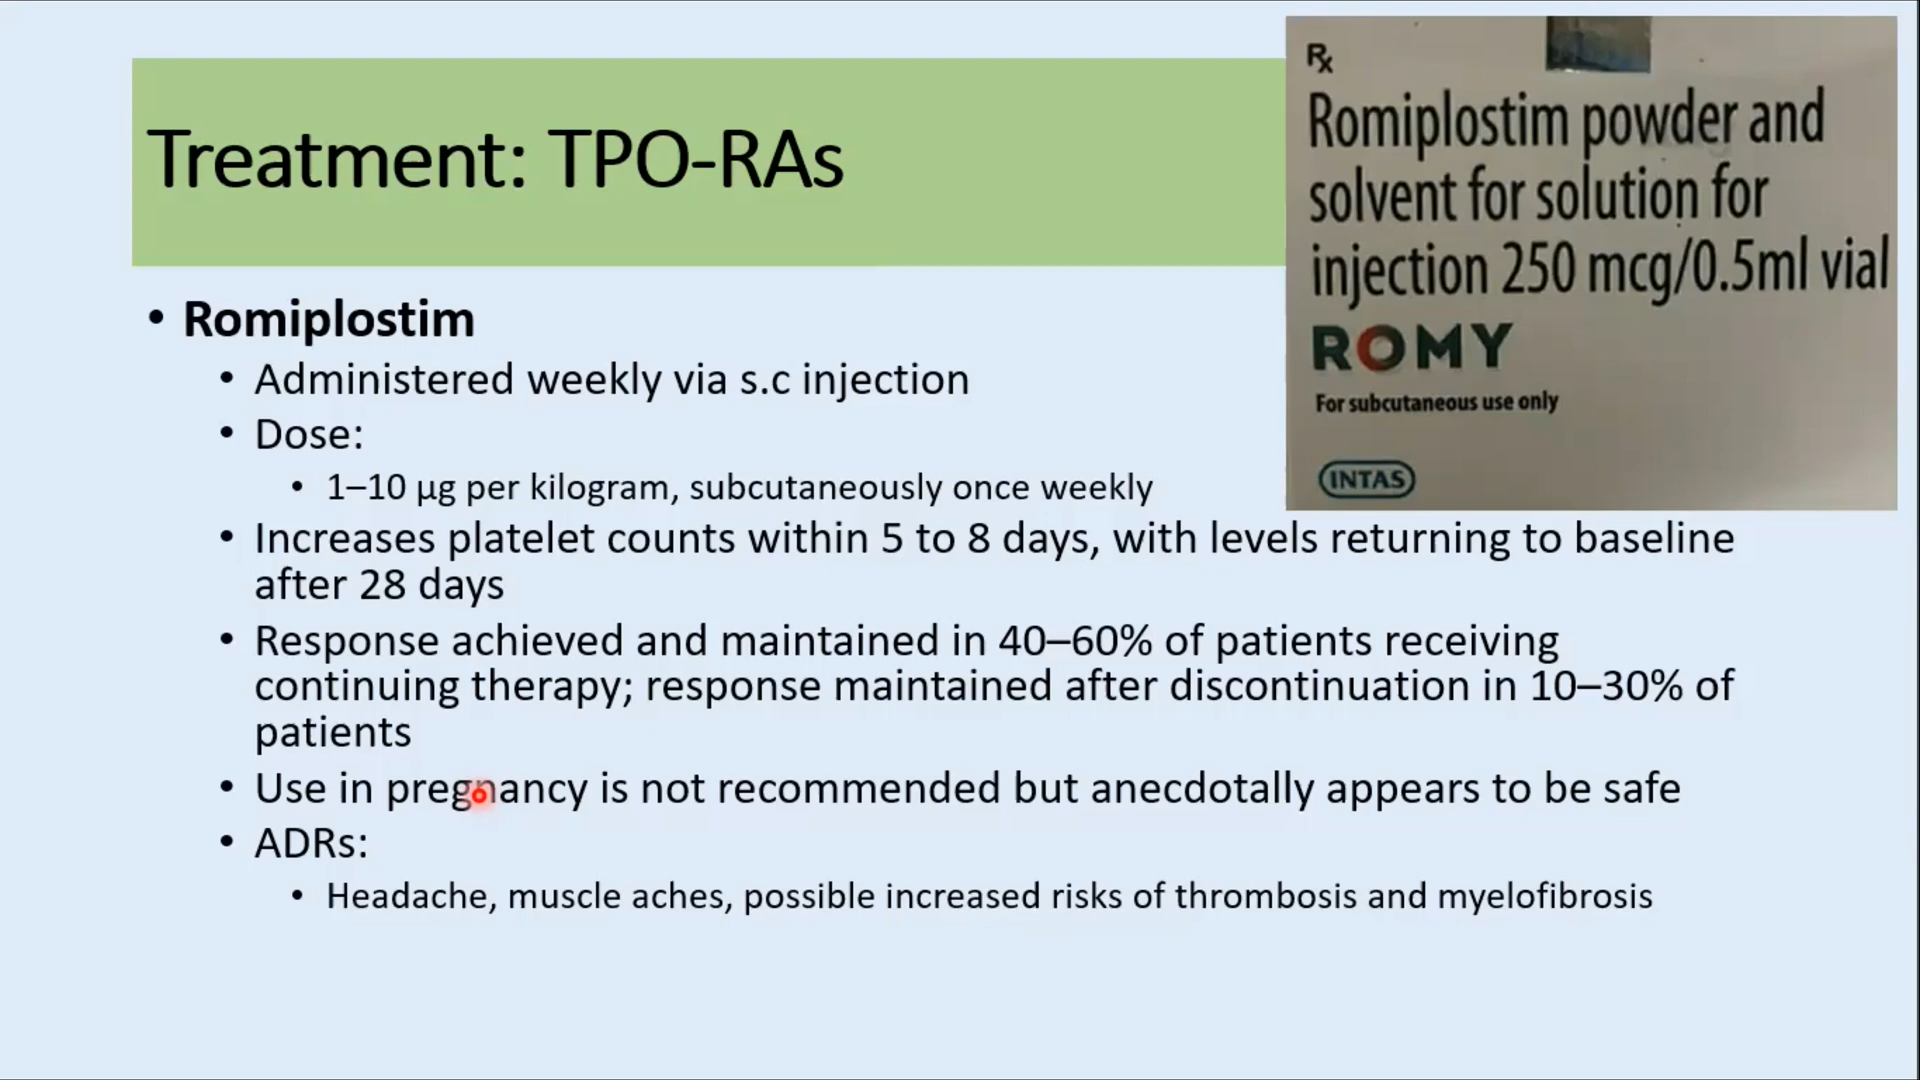 Treatment: TPO-RAs
Rx
Romiplostim powder and
solvent for solution for
injection 250 mcg/0.5ml vial
ROMY
For subcutaneous use only
INTAS
• Romiplostim
• Administered weekly via s.c injection
• Dose:
• 1–10 µg per kilogram, subcutaneously once weekly
• Increases platelet counts within 5 to 8 days, with levels returning to baseline
after 28 days
• Response achieved and maintained in 40–60% of patients receiving
continuing therapy; response maintained after discontinuation in 10–30% of
patients
• Use in pregnancy is not recommended but anecdotally appears to be safe
• ADRs:
• Headache, muscle aches, possible increased risks of thrombosis and myelofibrosis